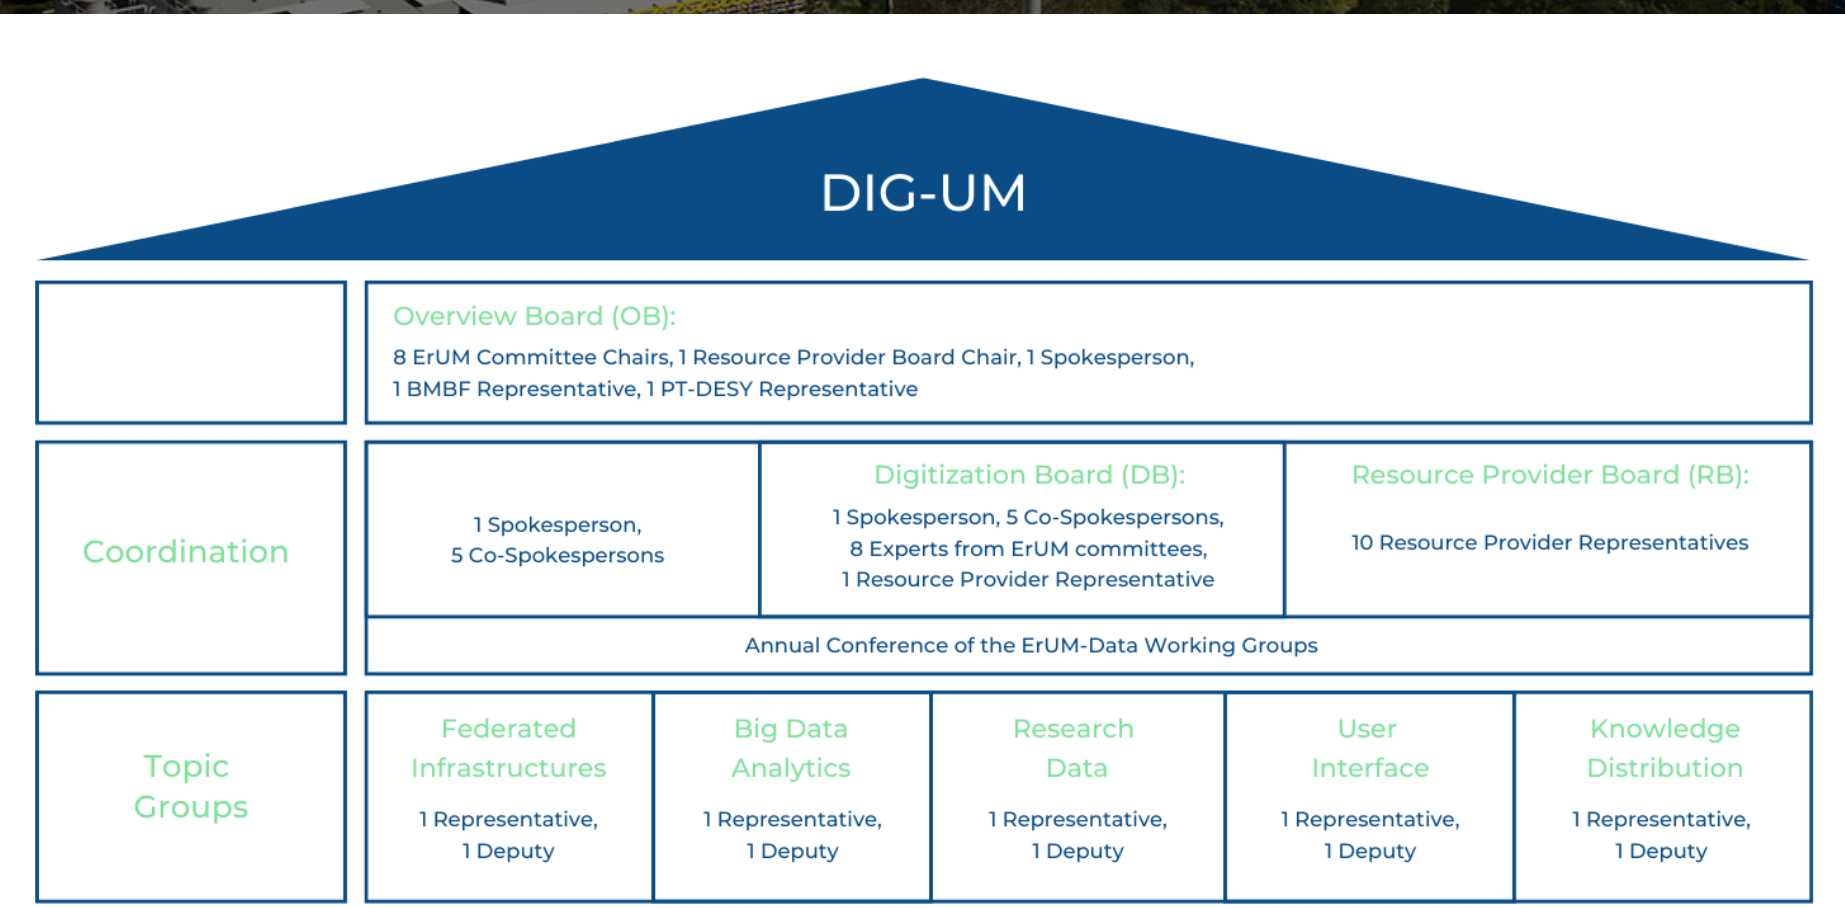 DIG-UM
Overview Board (OB):
8 ErUM Committee Chairs, 1 Resource Provider Board Chair, 1 Spokesperson,
1 BMBF Representative, 1 PT-DESY Representative
Coordination
1 Spokesperson,
5 Co-Spokespersons
Digitization Board (DB):
1 Spokesperson, 5 Co-Spokespersons,
8 Experts from ErUM committees,
1 Resource Provider Representative
Resource Provider Board (RB):
10 Resource Provider Representatives
Annual Conference of the ErUM-Data Working Groups
Topic
Groups
Federated
Infrastructures
1 Representative,
1 Deputy
Big Data
Analytics
1 Representative,
1 Deputy
Research
Data
1 Representative,
1 Deputy
User
Interface
1 Representative,
1 Deputy
Knowledge
Distribution
1 Representative,
1 Deputy